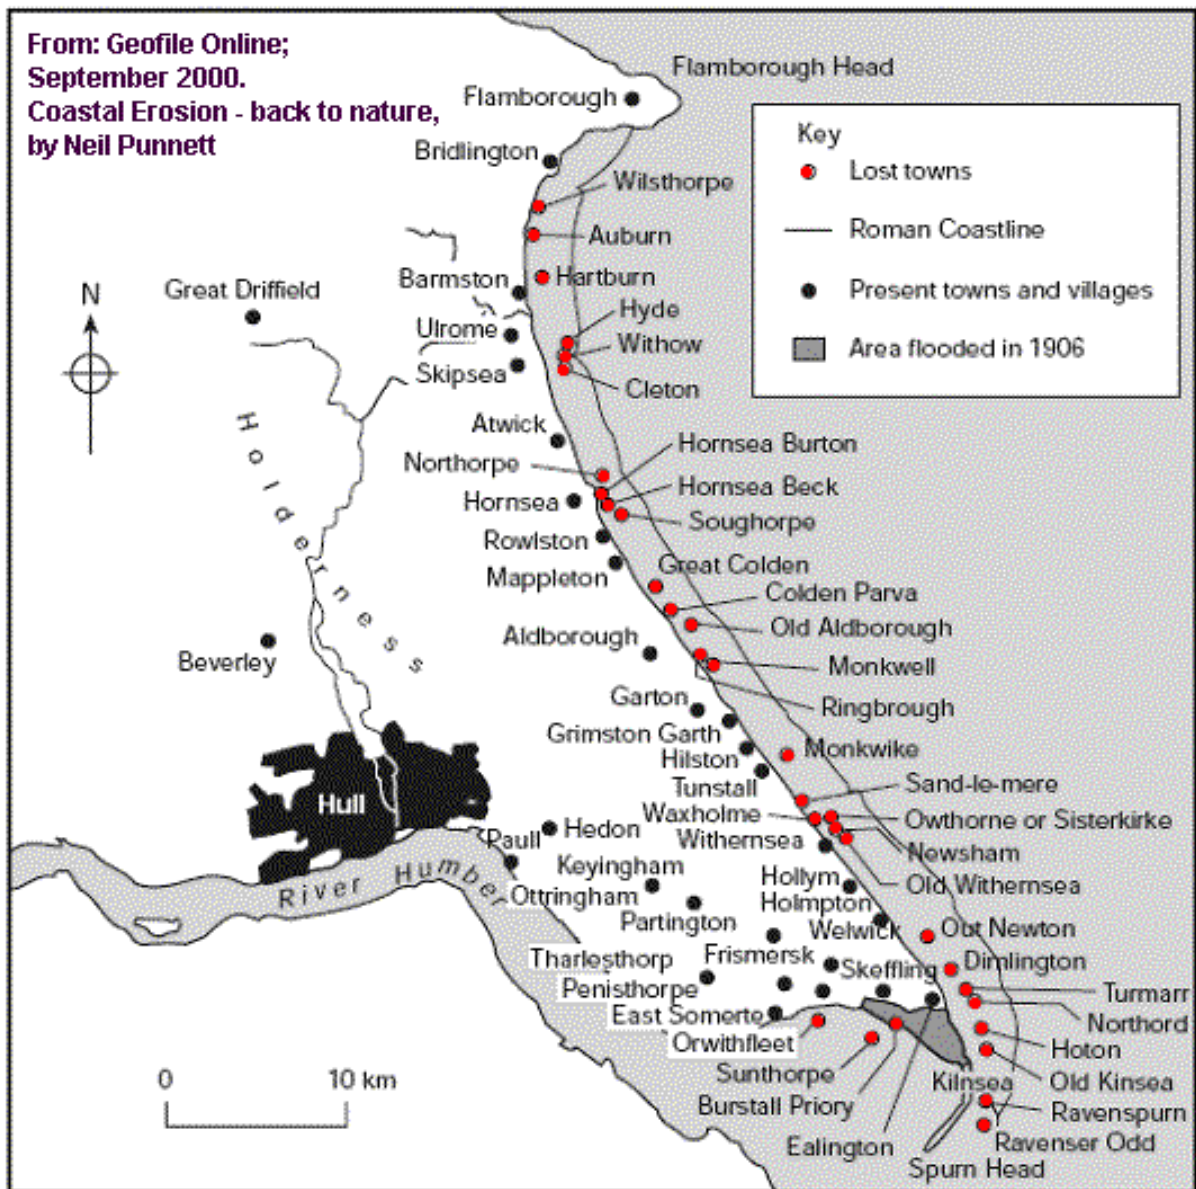 From: Geofile Online;
September 2000.
Coastal Erosion - back to nature,
by Neil Punnett
Flamborough Head
Flamborough
Bridlington
Key
Lost towns
Roman Coastline
Present towns and villages
Area flooded in 1906
Wilsthorpe
Auburn
Hartburn
Barmston
Great Driffield
N
Hyde
Ulrome
Withow
Skipsea
Cleton
Holderness
Atwick
Hornsea Burton
Northorpe
Hornsea Beck
Hornsea
Soughorpe
Rowlston
Great Colden
Mappleton
Colden Parva
Old Aldborough
Aldborough
Beverley
Monkwell
Garton
Ringbrough
Grimston Garth
Monkwike
Hilston
Tunstall
Sand-le-mere
Hull
Waxholme
Owthorne or Sisterkirke
Hedon
Paull
Withernsea
Newsham
Keyingham
Hollym
Old Withernsea
River Humber
Ottringham
Holmpton
Partington
Welwick
Out Newton
Frismersk
Tharlesthorp
Skeffling
Dimlington
Penisthorpe
Turmarr
East Somerte
Northord
Orwithfleet
Hoton
Sunthorpe
Kilnsea
Old Kinsea
0 10 km
Burstall Priory
Ravenspurn
Ealington
Ravenser Odd
Spurn Head